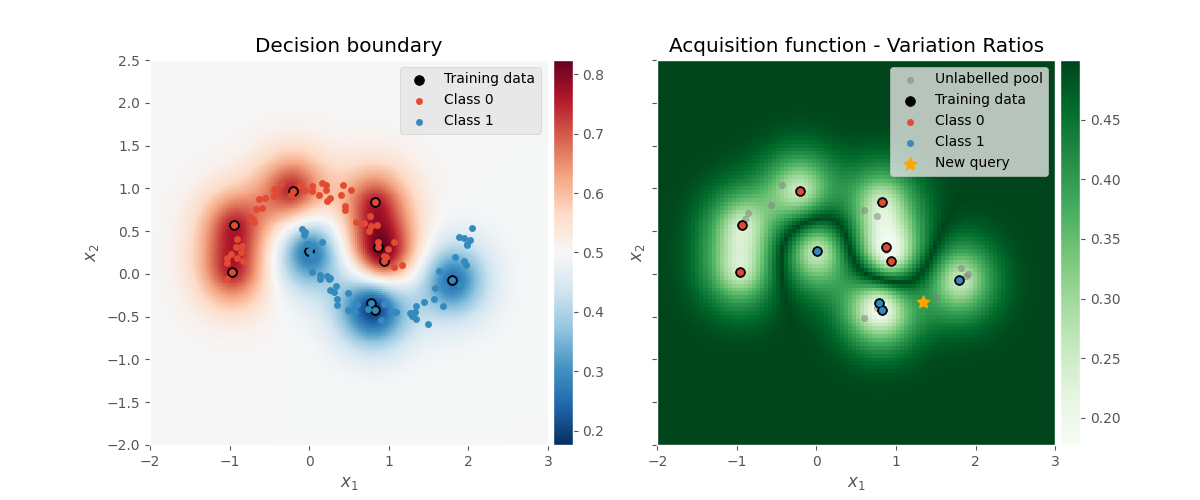 Decision boundary
Training data
Class 0
Class 1
2.5
2.0
1.5
1.0
0.5
0.0
−0.5
−1.0
−1.5
−2.0
x2
−2
−1
0
1
2
3
x1
0.8
0.7
0.6
0.5
0.4
0.3
0.2
Acquisition function - Variation Ratios
Unlabelled pool
Training data
Class 0
Class 1
New query
x2
−2
−1
0
1
2
3
x1
0.45
0.40
0.35
0.30
0.25
0.20